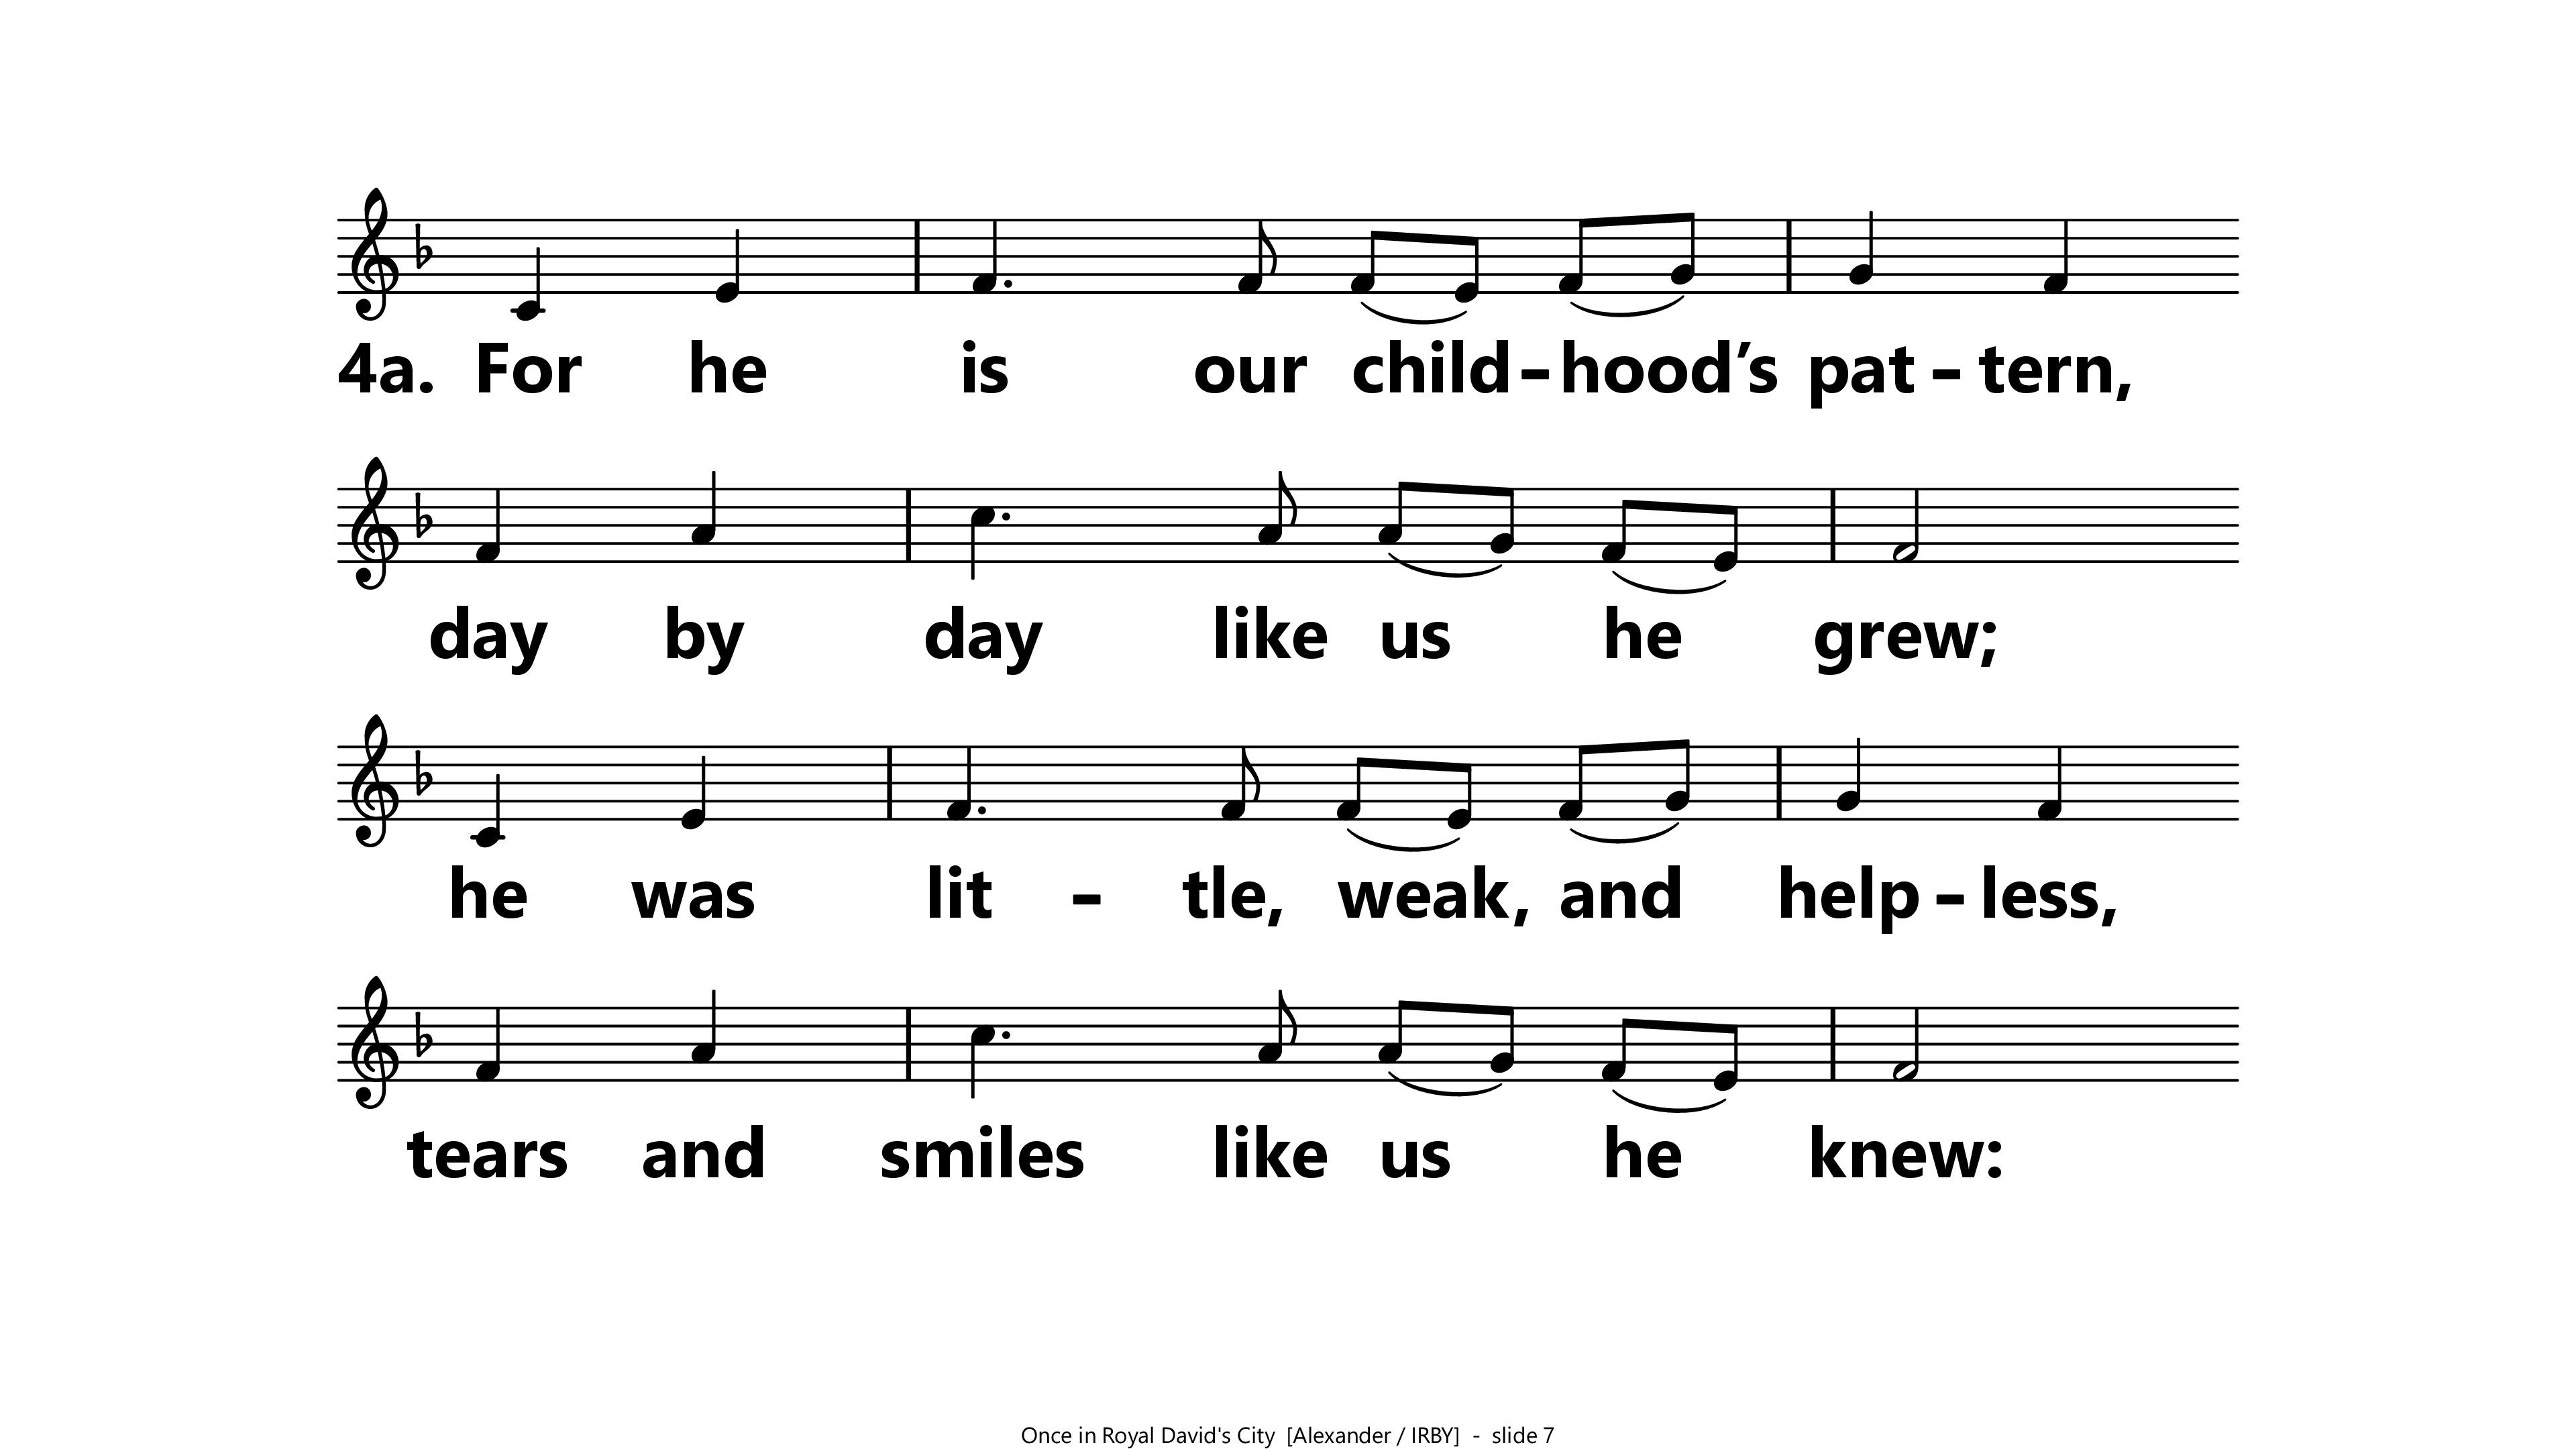 4a. For he is our child-hood’s pat-tern,
day by day like us he grew;
he was lit - tle, weak, and help-less,
tears and smiles like us he knew:
Once in Royal David's City [Alexander / IRBY] - slide 7